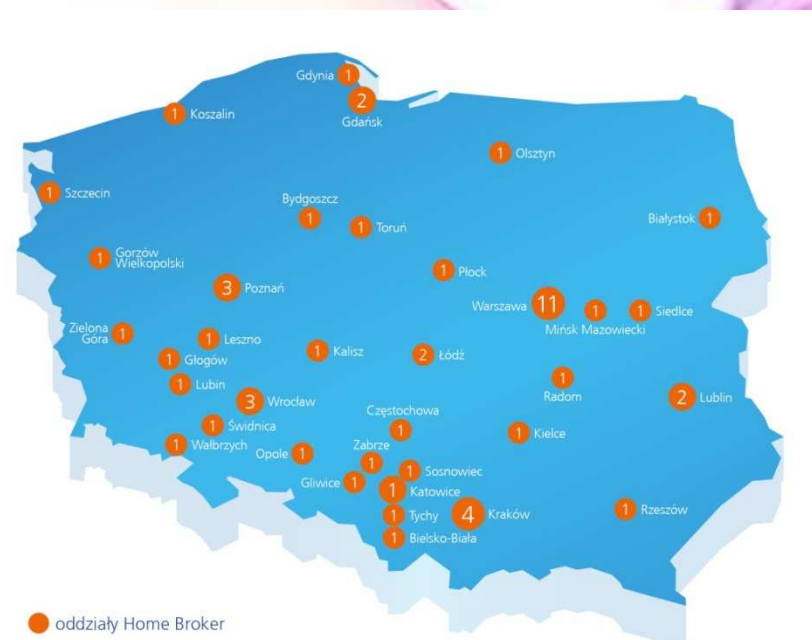 Gdynia 1
2
Gdańsk
1 Koszalin
1 Olsztyn
1 Szczecin
Bydgoszcz
1
1 Toruń
Białystok 1
1 Gorzów
Wielkopolski
1 Płock
3 Poznań
Warszawa 11
1
Mińsk Mazowiecki
1 Siedlce
Zielona
Góra 1
1 Leszno
1 Kalisz
2 Łódź
1 Głogów
1 Lubin
1
Radom
2 Lublin
3 Wrocław
Częstochowa
1
1 Świdnica
1 Kielce
1 Wałbrzych
Opole 1
Zabrze
1
1 Sosnowiec
Gliwice 1
1 Katowice
1 Tychy
4 Kraków
1 Rzeszów
1 Bielsko-Biała
oddziały Home Broker